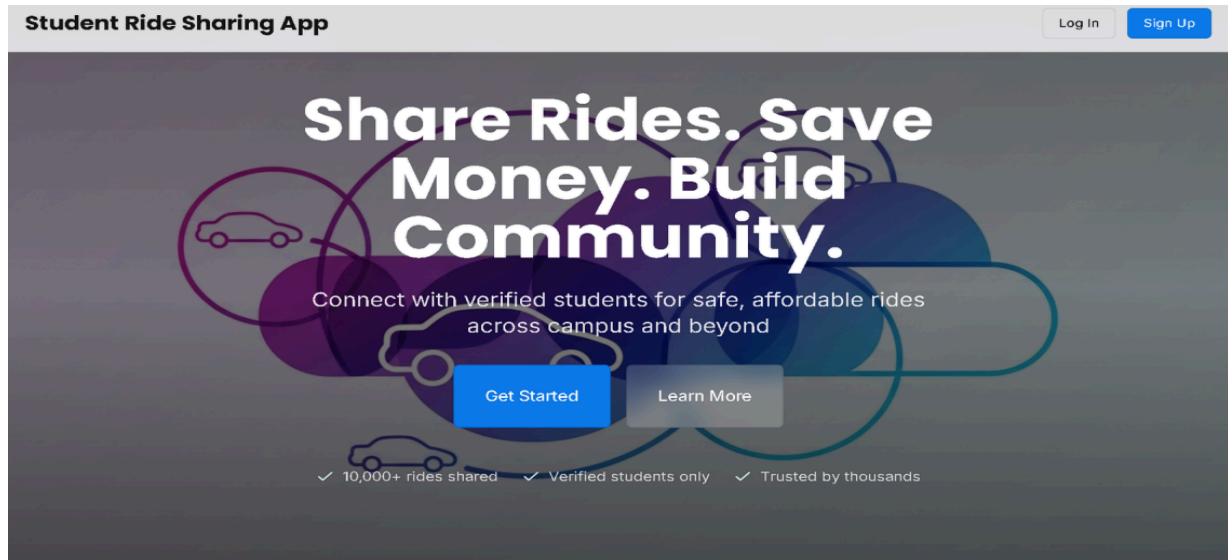 Student Ride Sharing App
Log In
Sign Up
Share Rides. Save
Money. Build
Community.
Connect with verified students for safe, affordable rides
across campus and beyond
Get Started
Learn More
✓ 10,000+ rides shared ✓ Verified students only ✓ Trusted by thousands